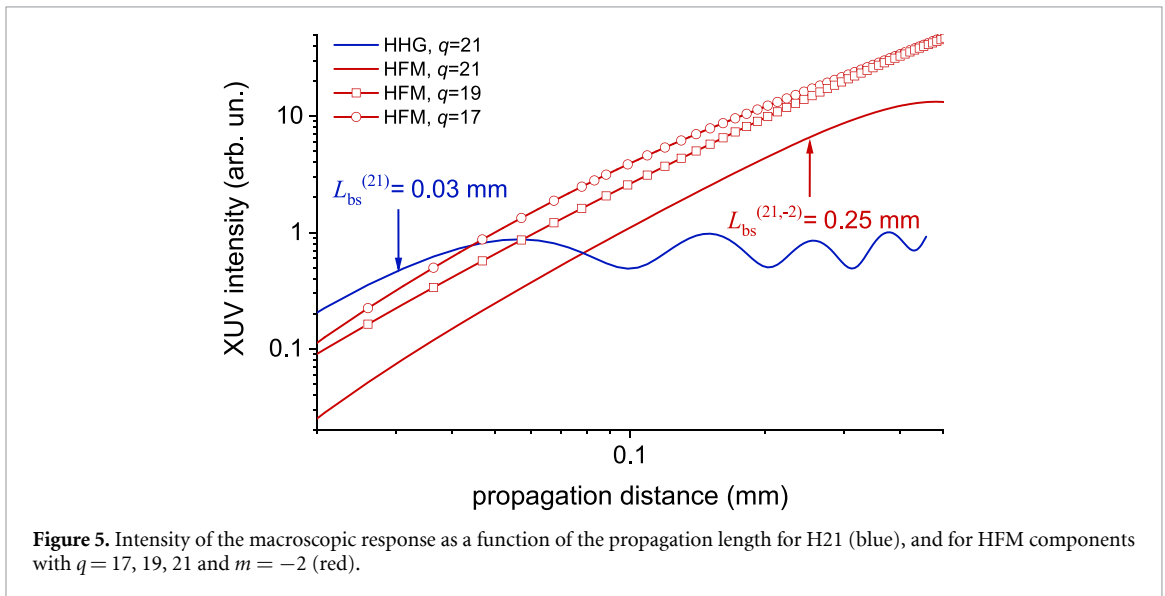 HHG, q=21
HFM, q=21
HFM, q=19
HFM, q=17
XUV intensity (arb. un.)
10
1
0.1
L_bs^(21) = 0.03 mm
L_bs^(21,-2) = 0.25 mm
0.1
propagation distance (mm)
Figure 5. Intensity of the macroscopic response as a function of the propagation length for H21 (blue), and for HFM components
with q = 17, 19, 21 and m = −2 (red).